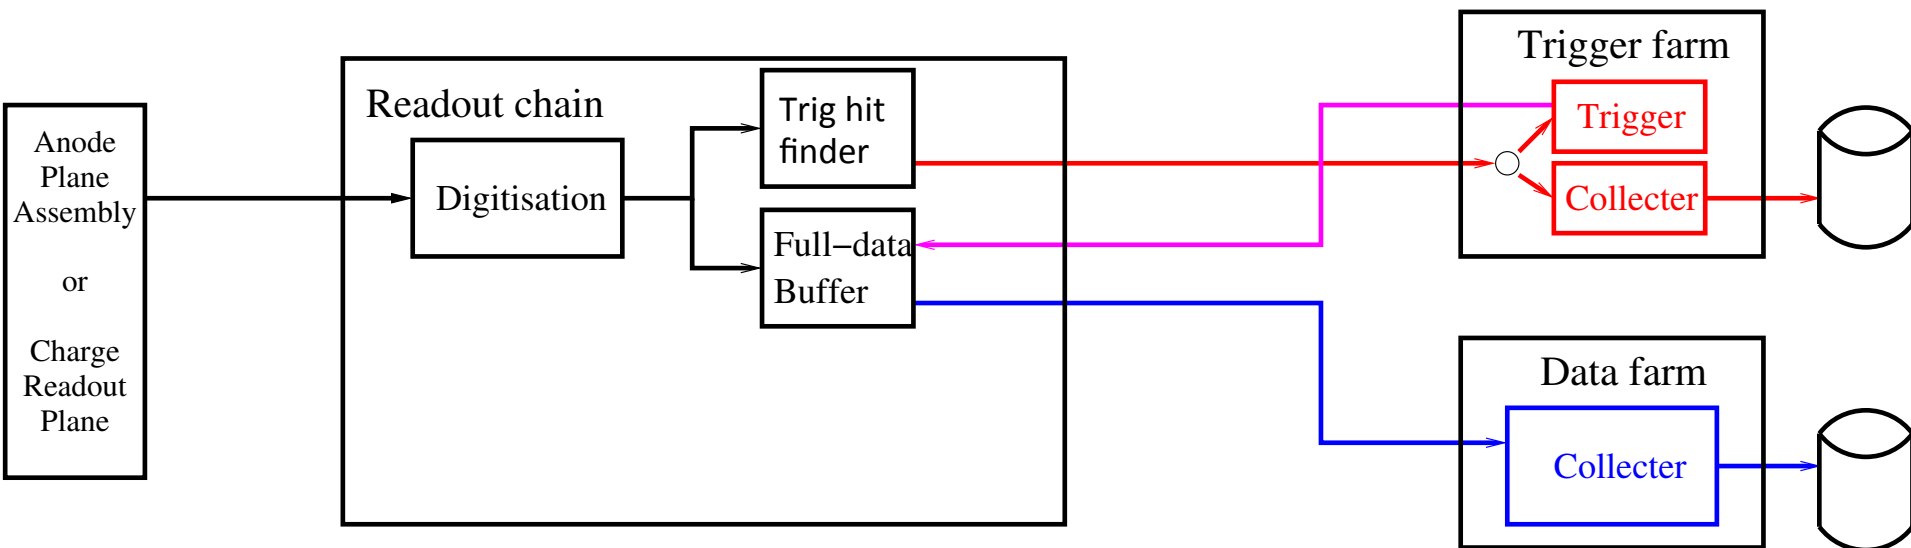 Anode
Plane
Assembly
or
Charge
Readout
Plane
Readout chain
Digitisation
Trig hit
finder
Full−data
Buffer
Trigger farm
Trigger
Collecter
Data farm
Collecter